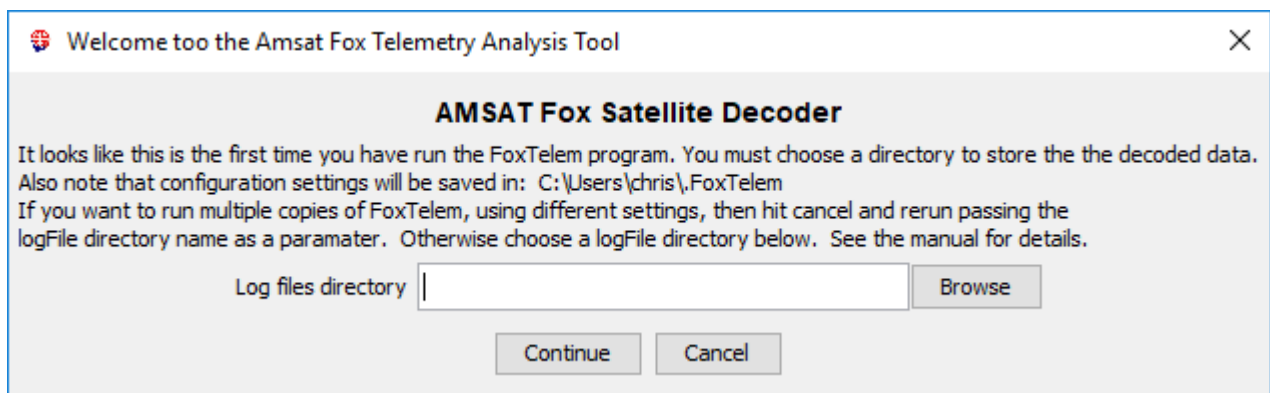 Welcome too the Amsat Fox Telemetry Analysis Tool
AMSAT Fox Satellite Decoder
It looks like this is the first time you have run the FoxTelem program. You must choose a directory to store the the decoded data.
Also note that configuration settings will be saved in: C:\Users\chris\.FoxTelem
If you want to run multiple copies of FoxTelem, using different settings, then hit cancel and rerun passing the
logFile directory name as a paramater. Otherwise choose a logFile directory below. See the manual for details.
Log files directory Browse
Continue Cancel